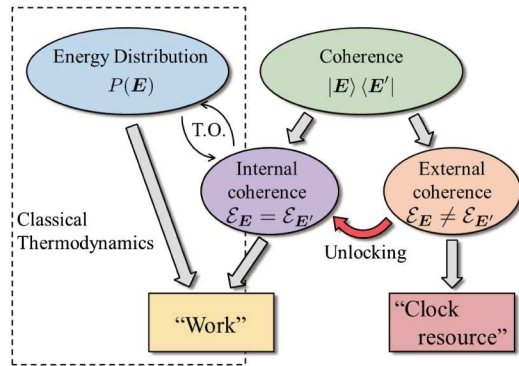 Energy Distribution
P(E)
Coherence
|E⟩ ⟨E′|
T.O.
Internal
coherence
ℰ_E = ℰ_E′
External
coherence
ℰ_E ≠ ℰ_E′
Classical
Thermodynamics
Unlocking
“Work”
“Clock
resource”